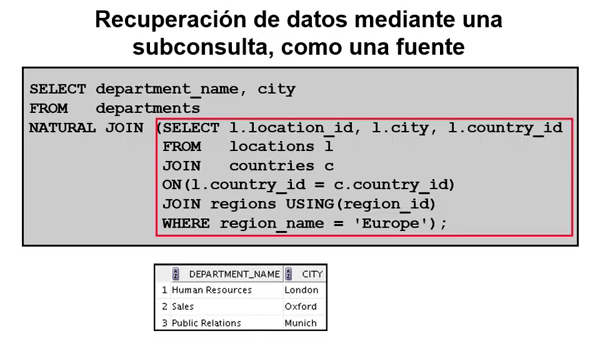 Recuperación de datos mediante una
subconsulta, como una fuente
SELECT department_name, city
FROM departments
NATURAL JOIN (SELECT l.location_id, l.city, l.country_id
FROM locations l
JOIN countries c
ON(l.country_id = c.country_id)
JOIN regions USING(region_id)
WHERE region_name = 'Europe');
DEPARTMENT_NAME CITY
1 Human Resources London
2 Sales Oxford
3 Public Relations Munich